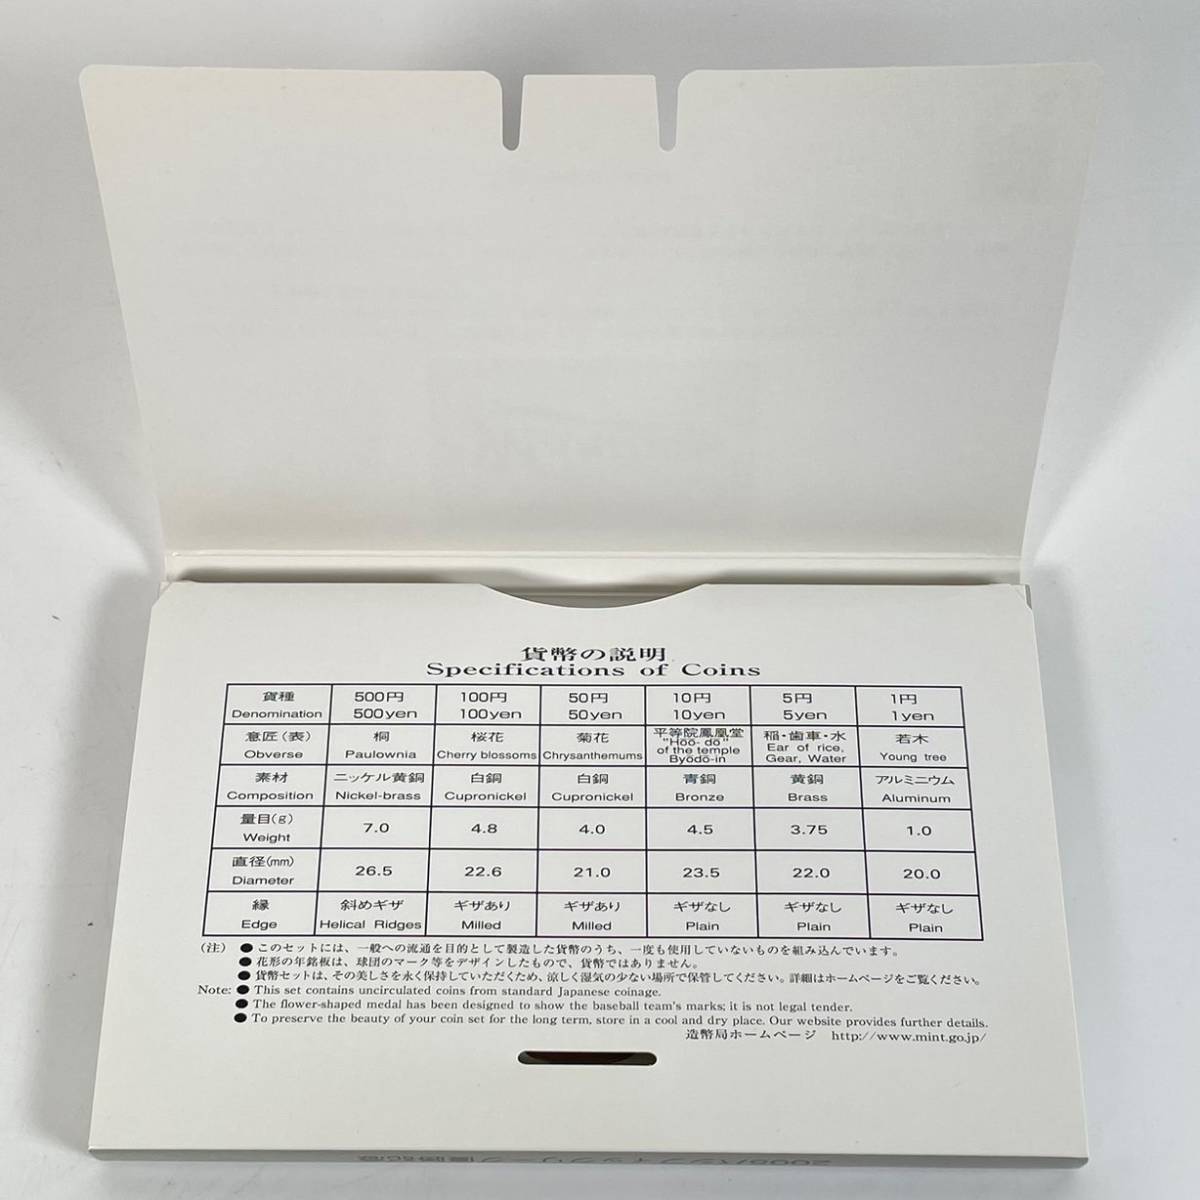 貨幣の説明
Specifications of Coins
貨種 500円 100円 50円 10円 5円 1円
Denomination 500yen 100yen 50yen 10yen 5yen 1yen
意匠(表) 桐 桜花 菊花 平等院鳳凰堂 稲・歯車・水 若木
Obverse Paulownia Cherry blossoms Chrysanthemums "Hōō-dō" of the temple Byōdō-in Ear of rice, Gear, Water Young tree
素材 ニッケル黄銅 白銅 白銅 青銅 黄銅 アルミニウム
Composition Nickel-brass Cupronickel Cupronickel Bronze Brass Aluminum
量目(g)
Weight 7.0 4.8 4.0 4.5 3.75 1.0
直径(mm)
Diameter 26.5 22.6 21.0 23.5 22.0 20.0
縁 斜めギザ ギザあり ギザあり ギザなし ギザなし ギザなし
Edge Helical Ridges Milled Milled Plain Plain Plain
(注) ●このセットには、一般への流通を目的として製造した貨幣のうち、一度も使用していないものを組み込んでいます。
●花形の年銘板は、球団のマーク等をデザインしたもので、貨幣ではありません。
●貨幣セットは、その美しさを永く保持していただくため、涼しく湿気の少ない場所で保管してください。詳細はホームページをご覧ください。
Note: ●This set contains uncirculated coins from standard Japanese coinage.
●The flower-shaped medal has been designed to show the baseball team's marks; it is not legal tender.
●To preserve the beauty of your coin set for the long term, store in a cool and dry place. Our website provides further details.
造幣局ホームページ http://www.mint.go.jp/